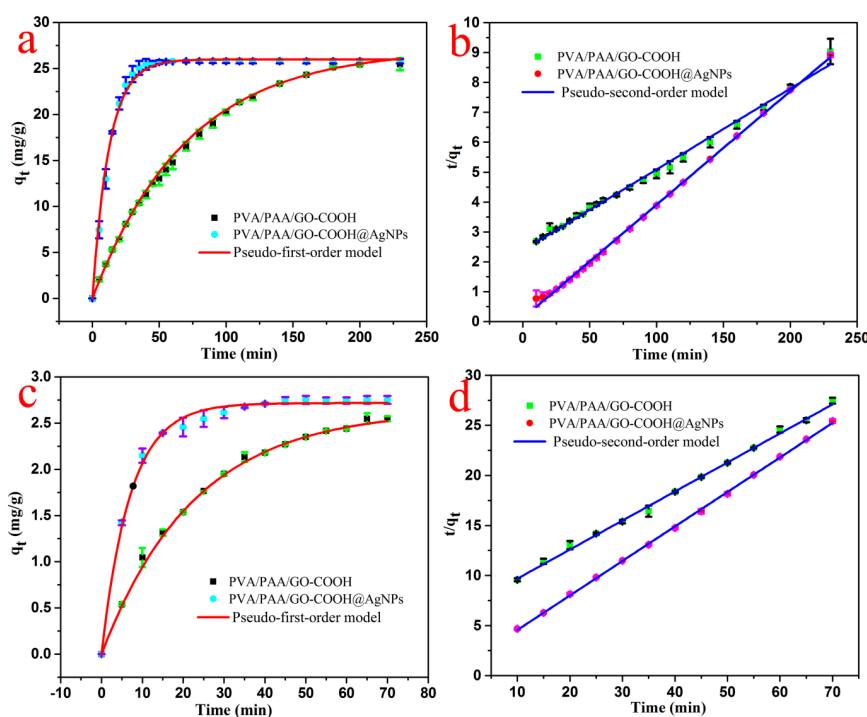 a
30
25
20
15
10
5
0
q_t (mg/g)
PVA/PAA/GO-COOH
PVA/PAA/GO-COOH@AgNPs
Pseudo-first-order model
0 50 100 150 200 250
Time (min)
b
10
9
8
7
6
5
4
3
2
1
0
t/q_t
PVA/PAA/GO-COOH
PVA/PAA/GO-COOH@AgNPs
Pseudo-second-order model
0 50 100 150 200 250
Time (min)
c
3.0
2.5
2.0
1.5
1.0
0.5
0.0
q_t (mg/g)
PVA/PAA/GO-COOH
PVA/PAA/GO-COOH@AgNPs
Pseudo-first-order model
-10 0 10 20 30 40 50 60 70 80
Time (min)
d
30
25
20
15
10
5
0
t/q_t
PVA/PAA/GO-COOH
PVA/PAA/GO-COOH@AgNPs
Pseudo-second-order model
10 20 30 40 50 60 70
Time (min)